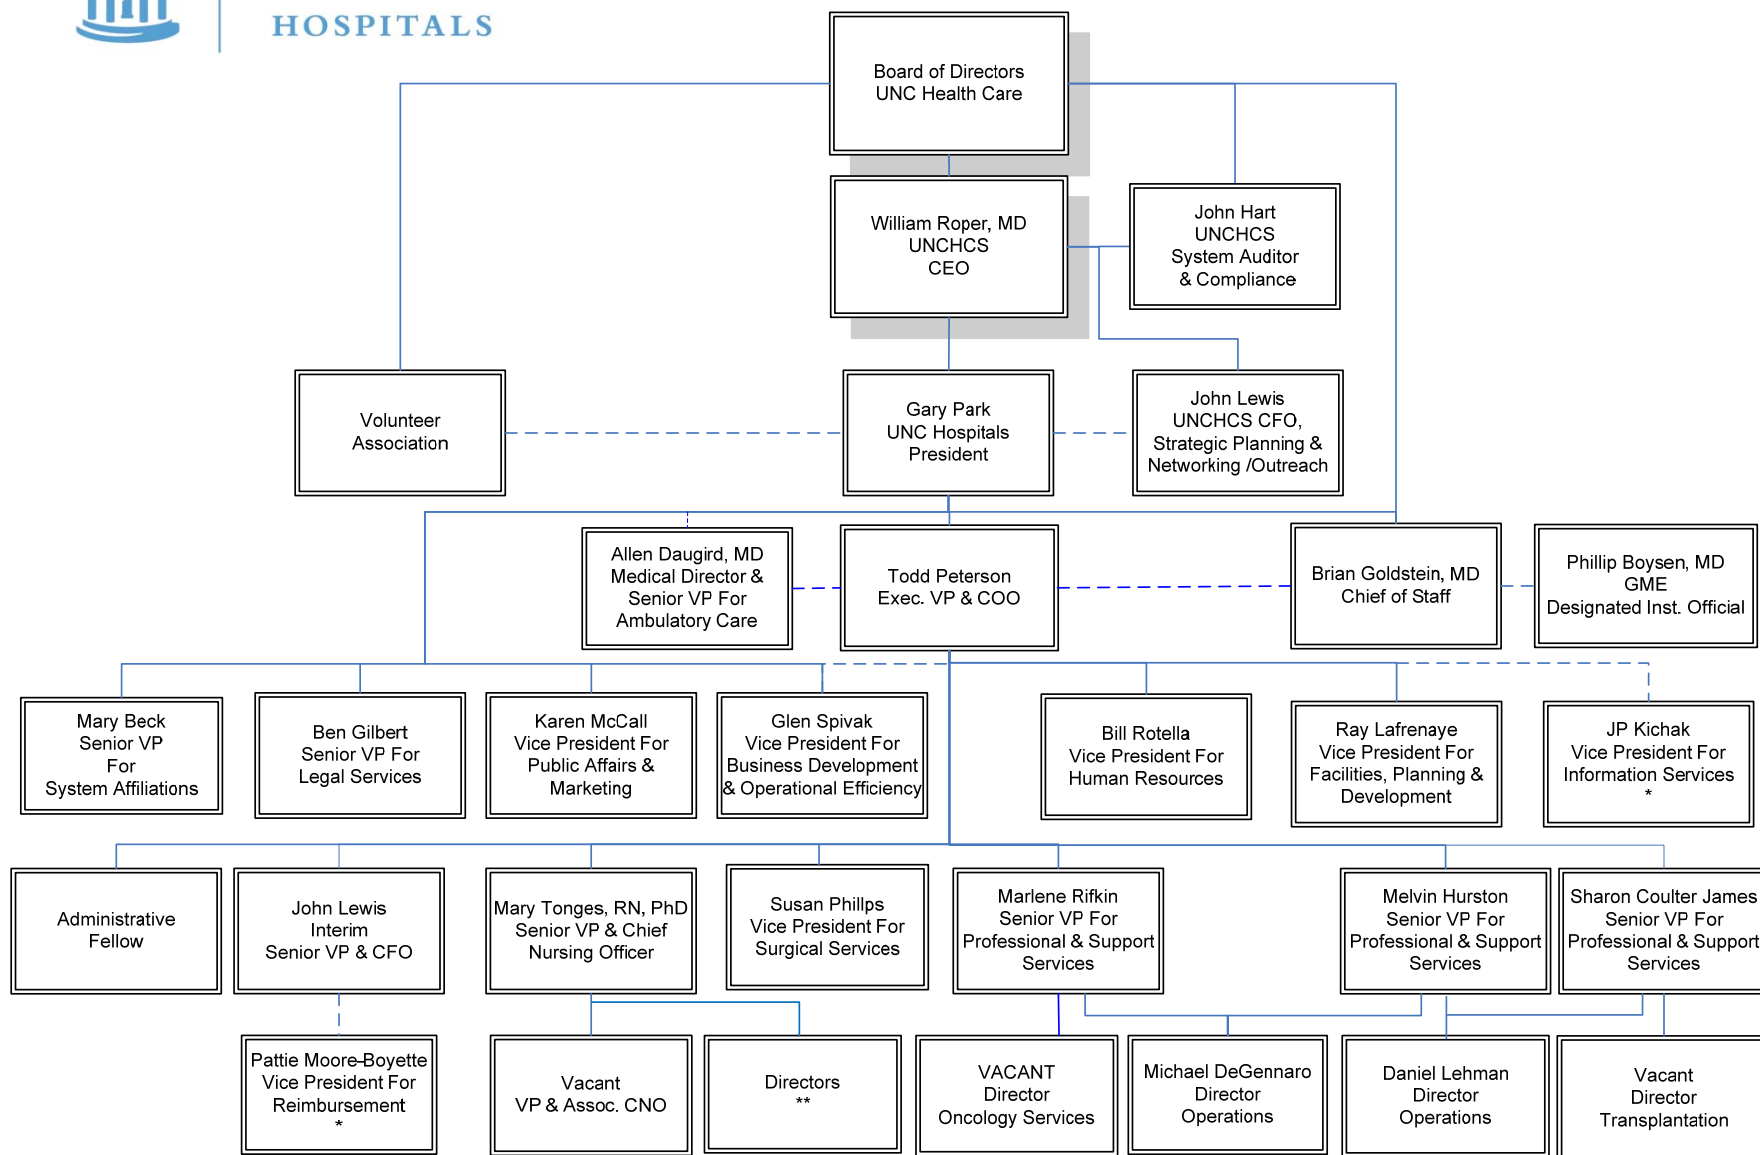 HOSPITALS
Board of Directors
UNC Health Care
William Roper, MD
UNCHCS
CEO
John Hart
UNCHCS
System Auditor
& Compliance
Volunteer
Association
Gary Park
UNC Hospitals
President
John Lewis
UNCHCS CFO,
Strategic Planning &
Networking /Outreach
Allen Daugird, MD
Medical Director &
Senior VP For
Ambulatory Care
Todd Peterson
Exec. VP & COO
Brian Goldstein, MD
Chief of Staff
Phillip Boysen, MD
GME
Designated Inst. Official
Mary Beck
Senior VP
For
System Affiliations
Ben Gilbert
Senior VP For
Legal Services
Karen McCall
Vice President For
Public Affairs &
Marketing
Glen Spivak
Vice President For
Business Development
& Operational Efficiency
Bill Rotella
Vice President For
Human Resources
Ray Lafrenaye
Vice President For
Facilities, Planning &
Development
JP Kichak
Vice President For
Information Services
*
Administrative
Fellow
John Lewis
Interim
Senior VP & CFO
Mary Tonges, RN, PhD
Senior VP & Chief
Nursing Officer
Susan Phillps
Vice President For
Surgical Services
Marlene Rifkin
Senior VP For
Professional & Support
Services
Melvin Hurston
Senior VP For
Professional & Support
Services
Sharon Coulter James
Senior VP For
Professional & Support
Services
Pattie Moore-Boyette
Vice President For
Reimbursement
*
Vacant
VP & Assoc. CNO
Directors
**
VACANT
Director
Oncology Services
Michael DeGennaro
Director
Operations
Daniel Lehman
Director
Operations
Vacant
Director
Transplantation